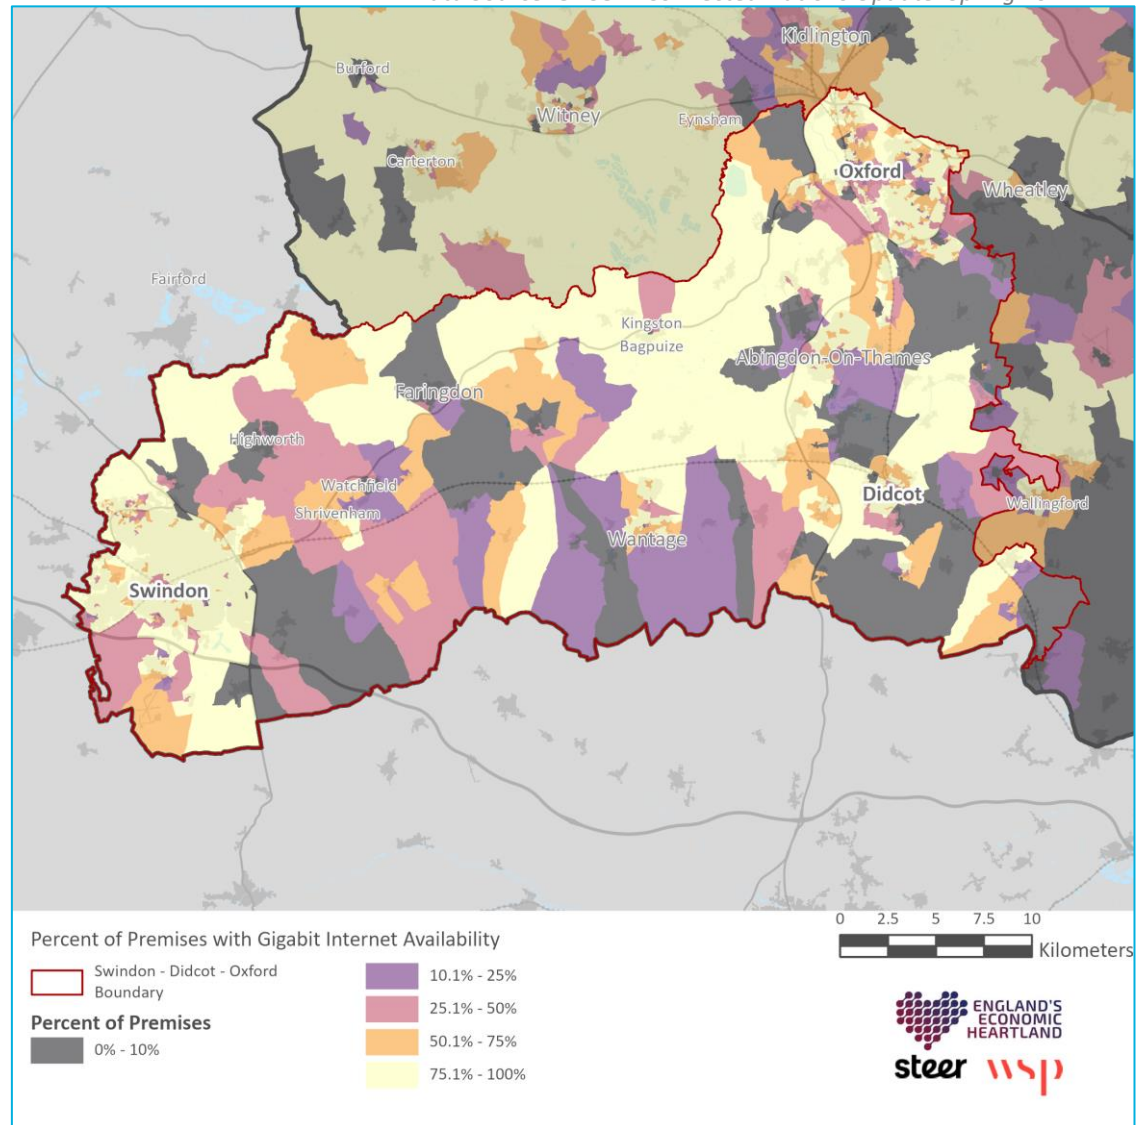 Kidlington
Burford
Witney
Eynsham
Carterton
Oxford
Wheatley
Fairford
Kingston
Bagpuize
Abingdon-On-Thames
Faringdon
Highworth
Watchfield
Shrivenham
Didcot
Wallingford
Wantage
Swindon
0 2.5 5 7.5 10
Kilometers
Percent of Premises with Gigabit Internet Availability
Swindon - Didcot - Oxford
Boundary
Percent of Premises
0% - 10%
10.1% - 25%
25.1% - 50%
50.1% - 75%
75.1% - 100%
ENGLAND'S
ECONOMIC
HEARTLAND
steer wsp